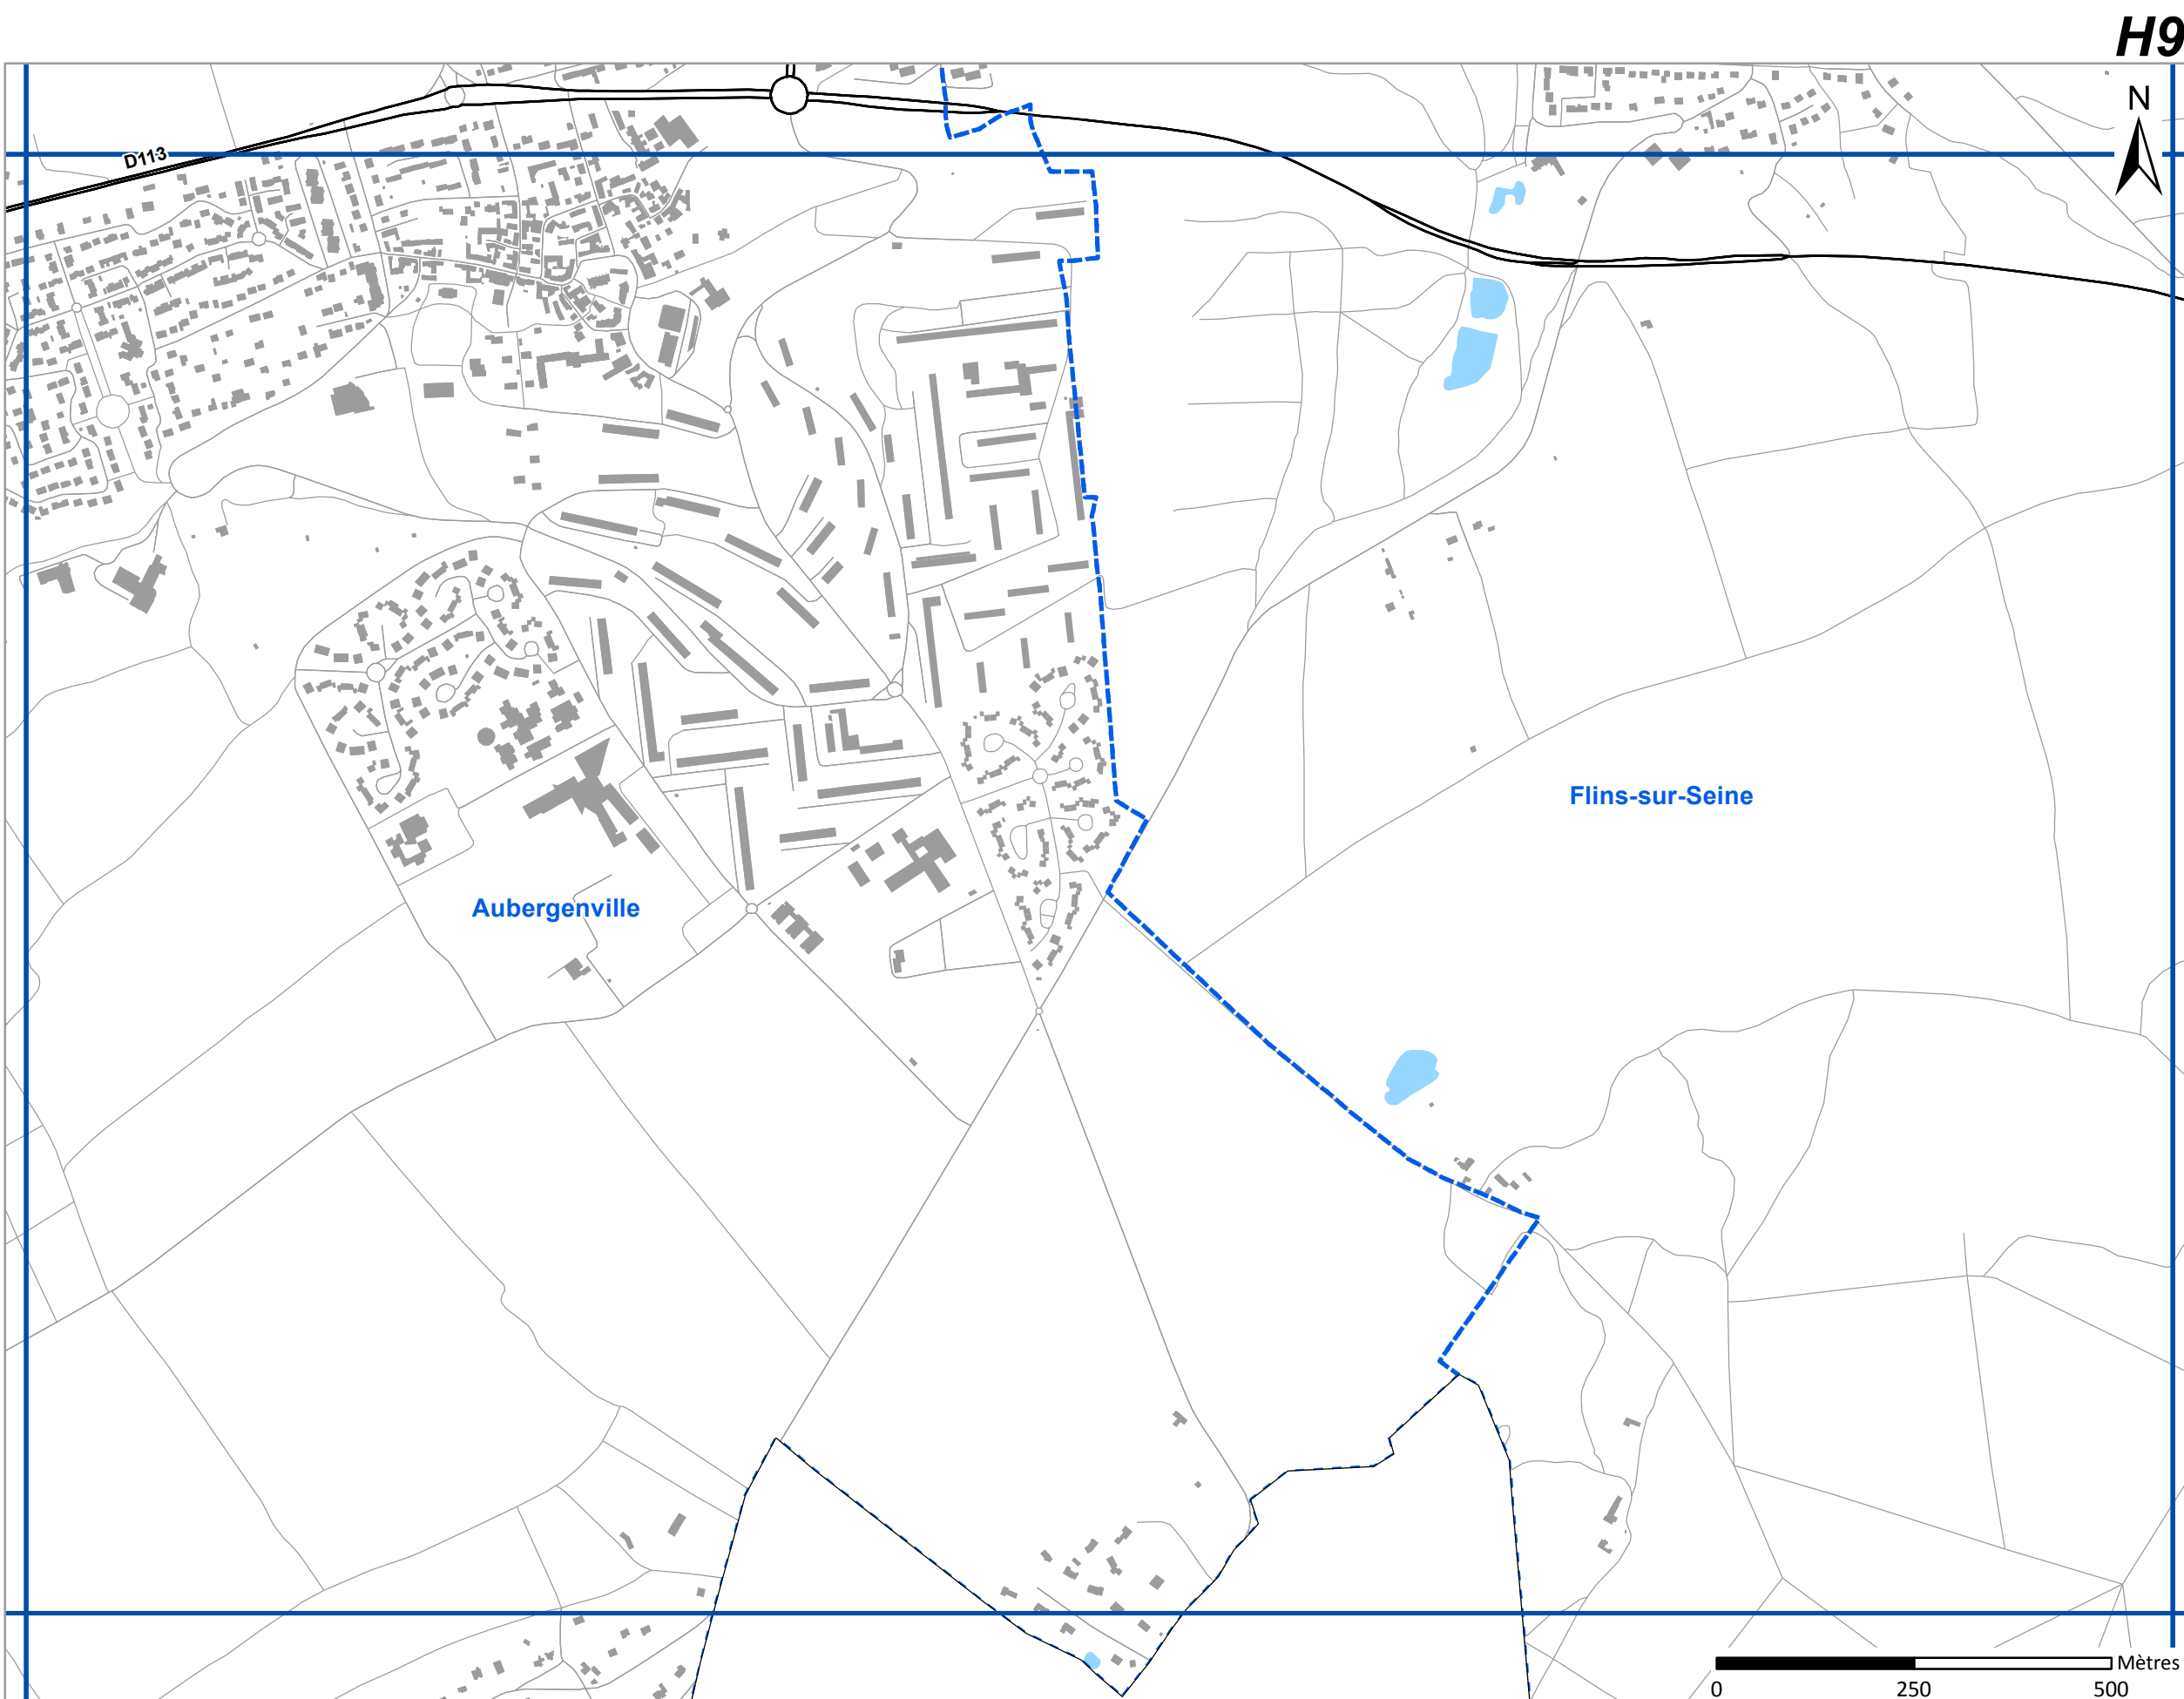 H9
N
D113
Flins-sur-Seine
Aubergenville
Mètres
0 250 500